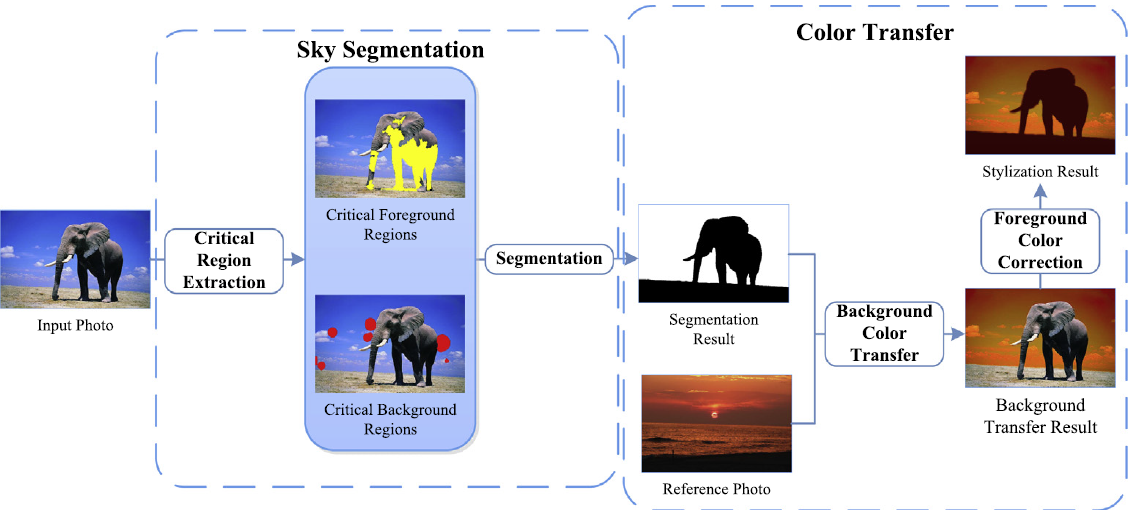 Sky Segmentation
Color Transfer
Input Photo
Critical
Region
Extraction
Critical Foreground
Regions
Critical Background
Regions
Segmentation
Segmentation
Result
Reference Photo
Background
Color
Transfer
Background
Transfer Result
Foreground
Color
Correction
Stylization Result